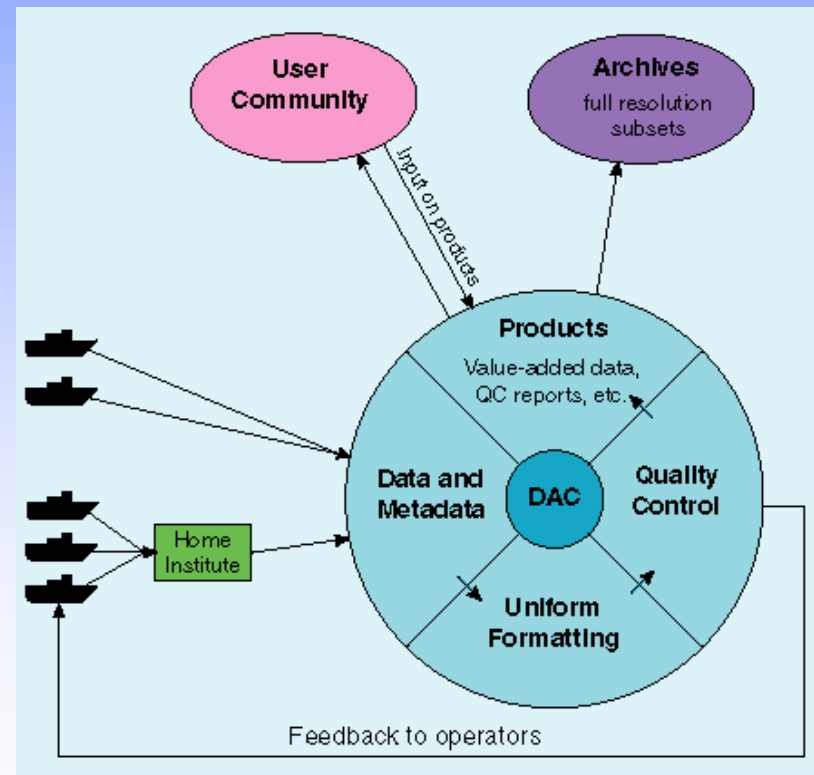 User
Community
Archives
full resolution
subsets
Input on products
Products
Value-added data,
QC reports, etc.
Data and
Metadata
DAC
Quality
Control
Home
Institute
Uniform
Formatting
Feedback to operators